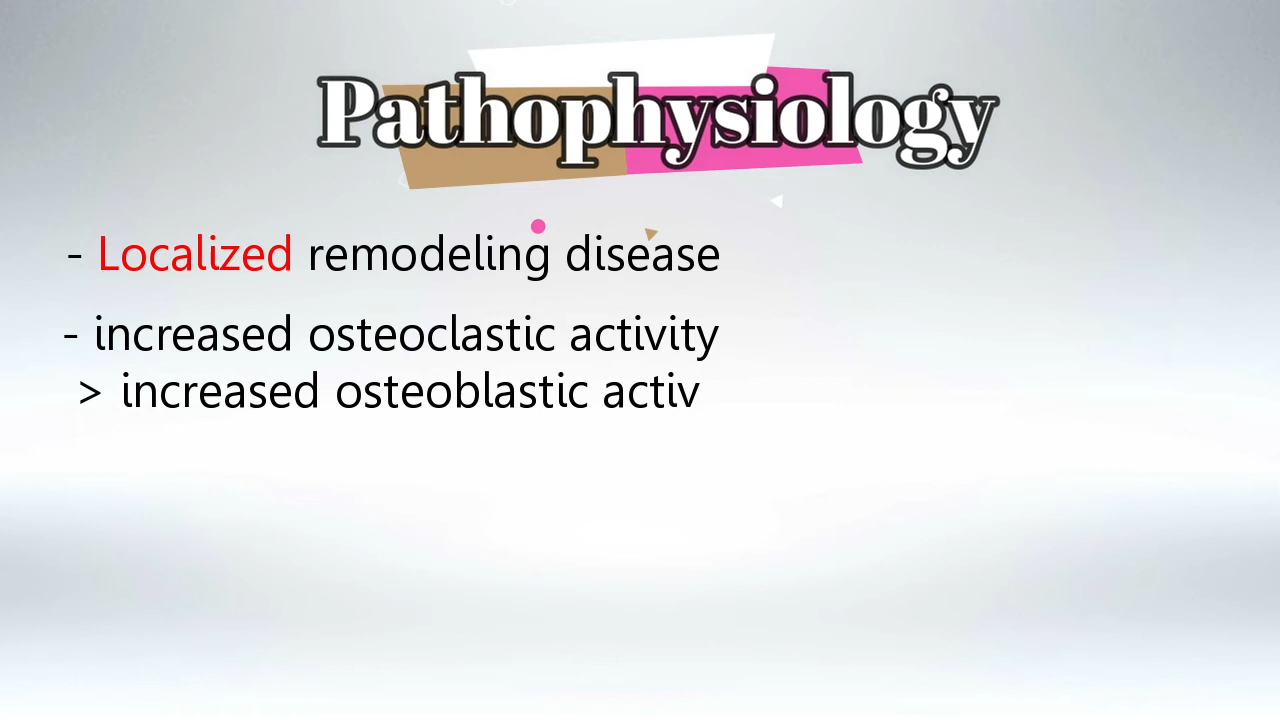 Pathophysiology
- Localized remodeling disease
- increased osteoclastic activity
> increased osteoblastic activ